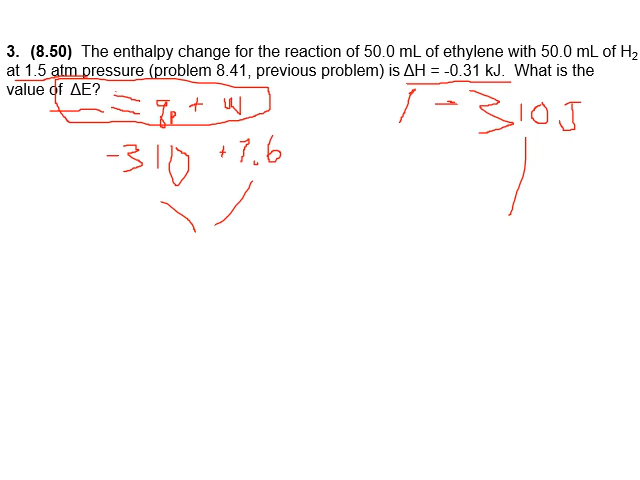 3. (8.50) The enthalpy change for the reaction of 50.0 mL of ethylene with 50.0 mL of H2
at 1.5 atm pressure (problem 8.41, previous problem) is ΔH = -0.31 kJ. What is the
value of ΔE?
= qp + w
-310 J
-310 + 7.6